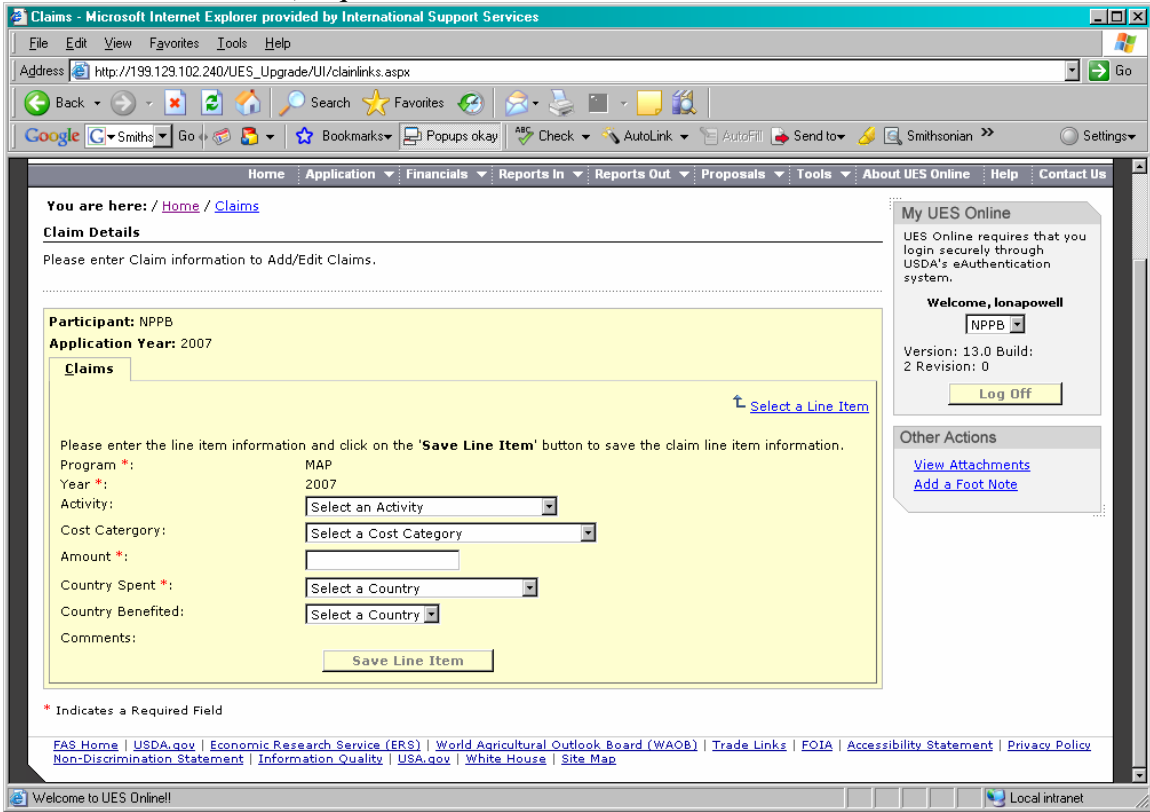 Claims - Microsoft Internet Explorer provided by International Support Services
File Edit View Favorites Tools Help
Address http://199.129.102.240/UES_Upgrade/UI/clainlinks.aspx Go
Back Search Favorites
Google Smiths Go Bookmarks Popups okay Check AutoLink AutoFill Send to Smithsonian » Settings
Home Application Financials Reports In Reports Out Proposals Tools About UES Online Help Contact Us
You are here: / Home / Claims
Claim Details
Please enter Claim information to Add/Edit Claims.
Participant: NPPB
Application Year: 2007
Claims
Select a Line Item
Please enter the line item information and click on the 'Save Line Item' button to save the claim line item information.
Program *: MAP
Year *: 2007
Activity: Select an Activity
Cost Catergory: Select a Cost Category
Amount *:
Country Spent *: Select a Country
Country Benefited: Select a Country
Comments:
Save Line Item
* Indicates a Required Field
My UES Online
UES Online requires that you
login securely through
USDA's eAuthentication
system.
Welcome, lonapowell
NPPB
Version: 13.0 Build:
2 Revision: 0
Log Off
Other Actions
View Attachments
Add a Foot Note
FAS Home | USDA.gov | Economic Research Service (ERS) | World Agricultural Outlook Board (WAOB) | Trade Links | FOIA | Accessibility Statement | Privacy Policy
Non-Discrimination Statement | Information Quality | USA.gov | White House | Site Map
Welcome to UES Online!! Local intranet